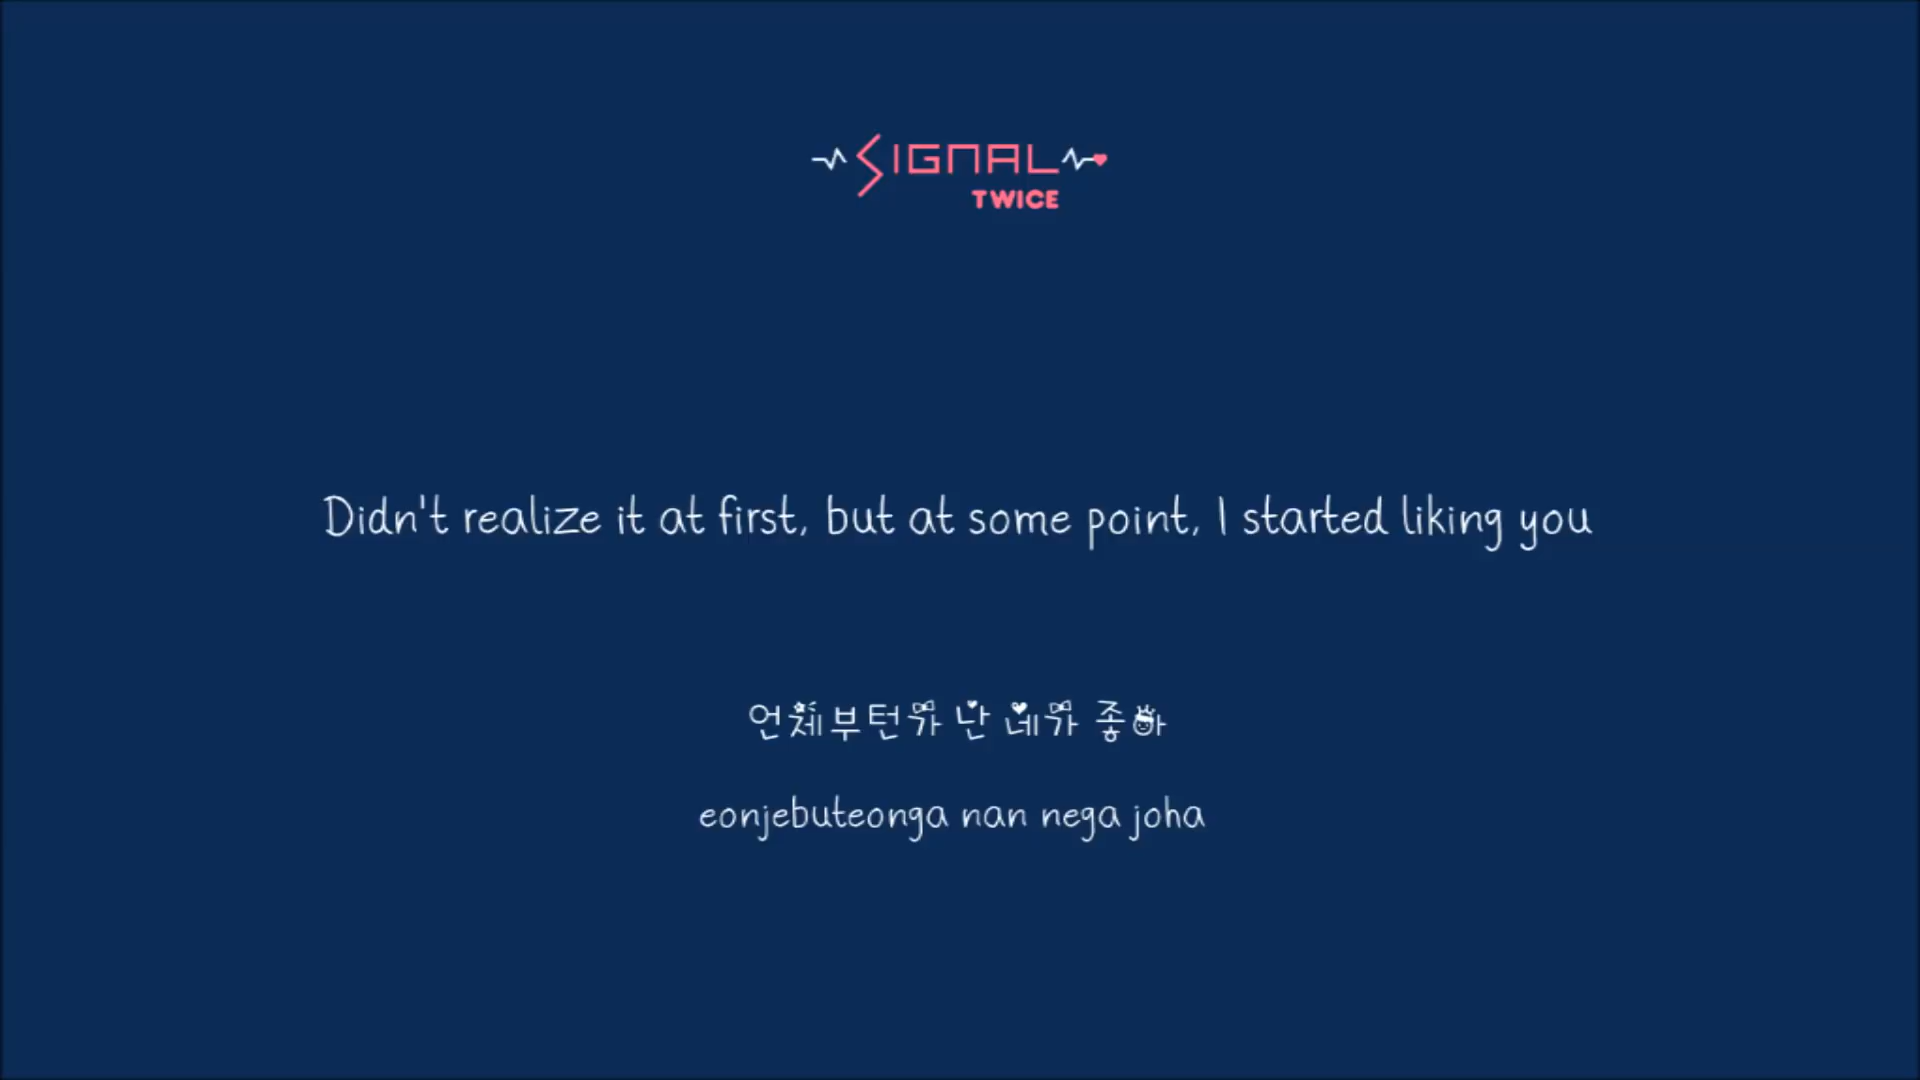 SIGNAL
TWICE
Didn't realize it at first, but at some point, I started liking you
언제부턴가 난 네가 좋아
eonjebuteonga nan nega joha